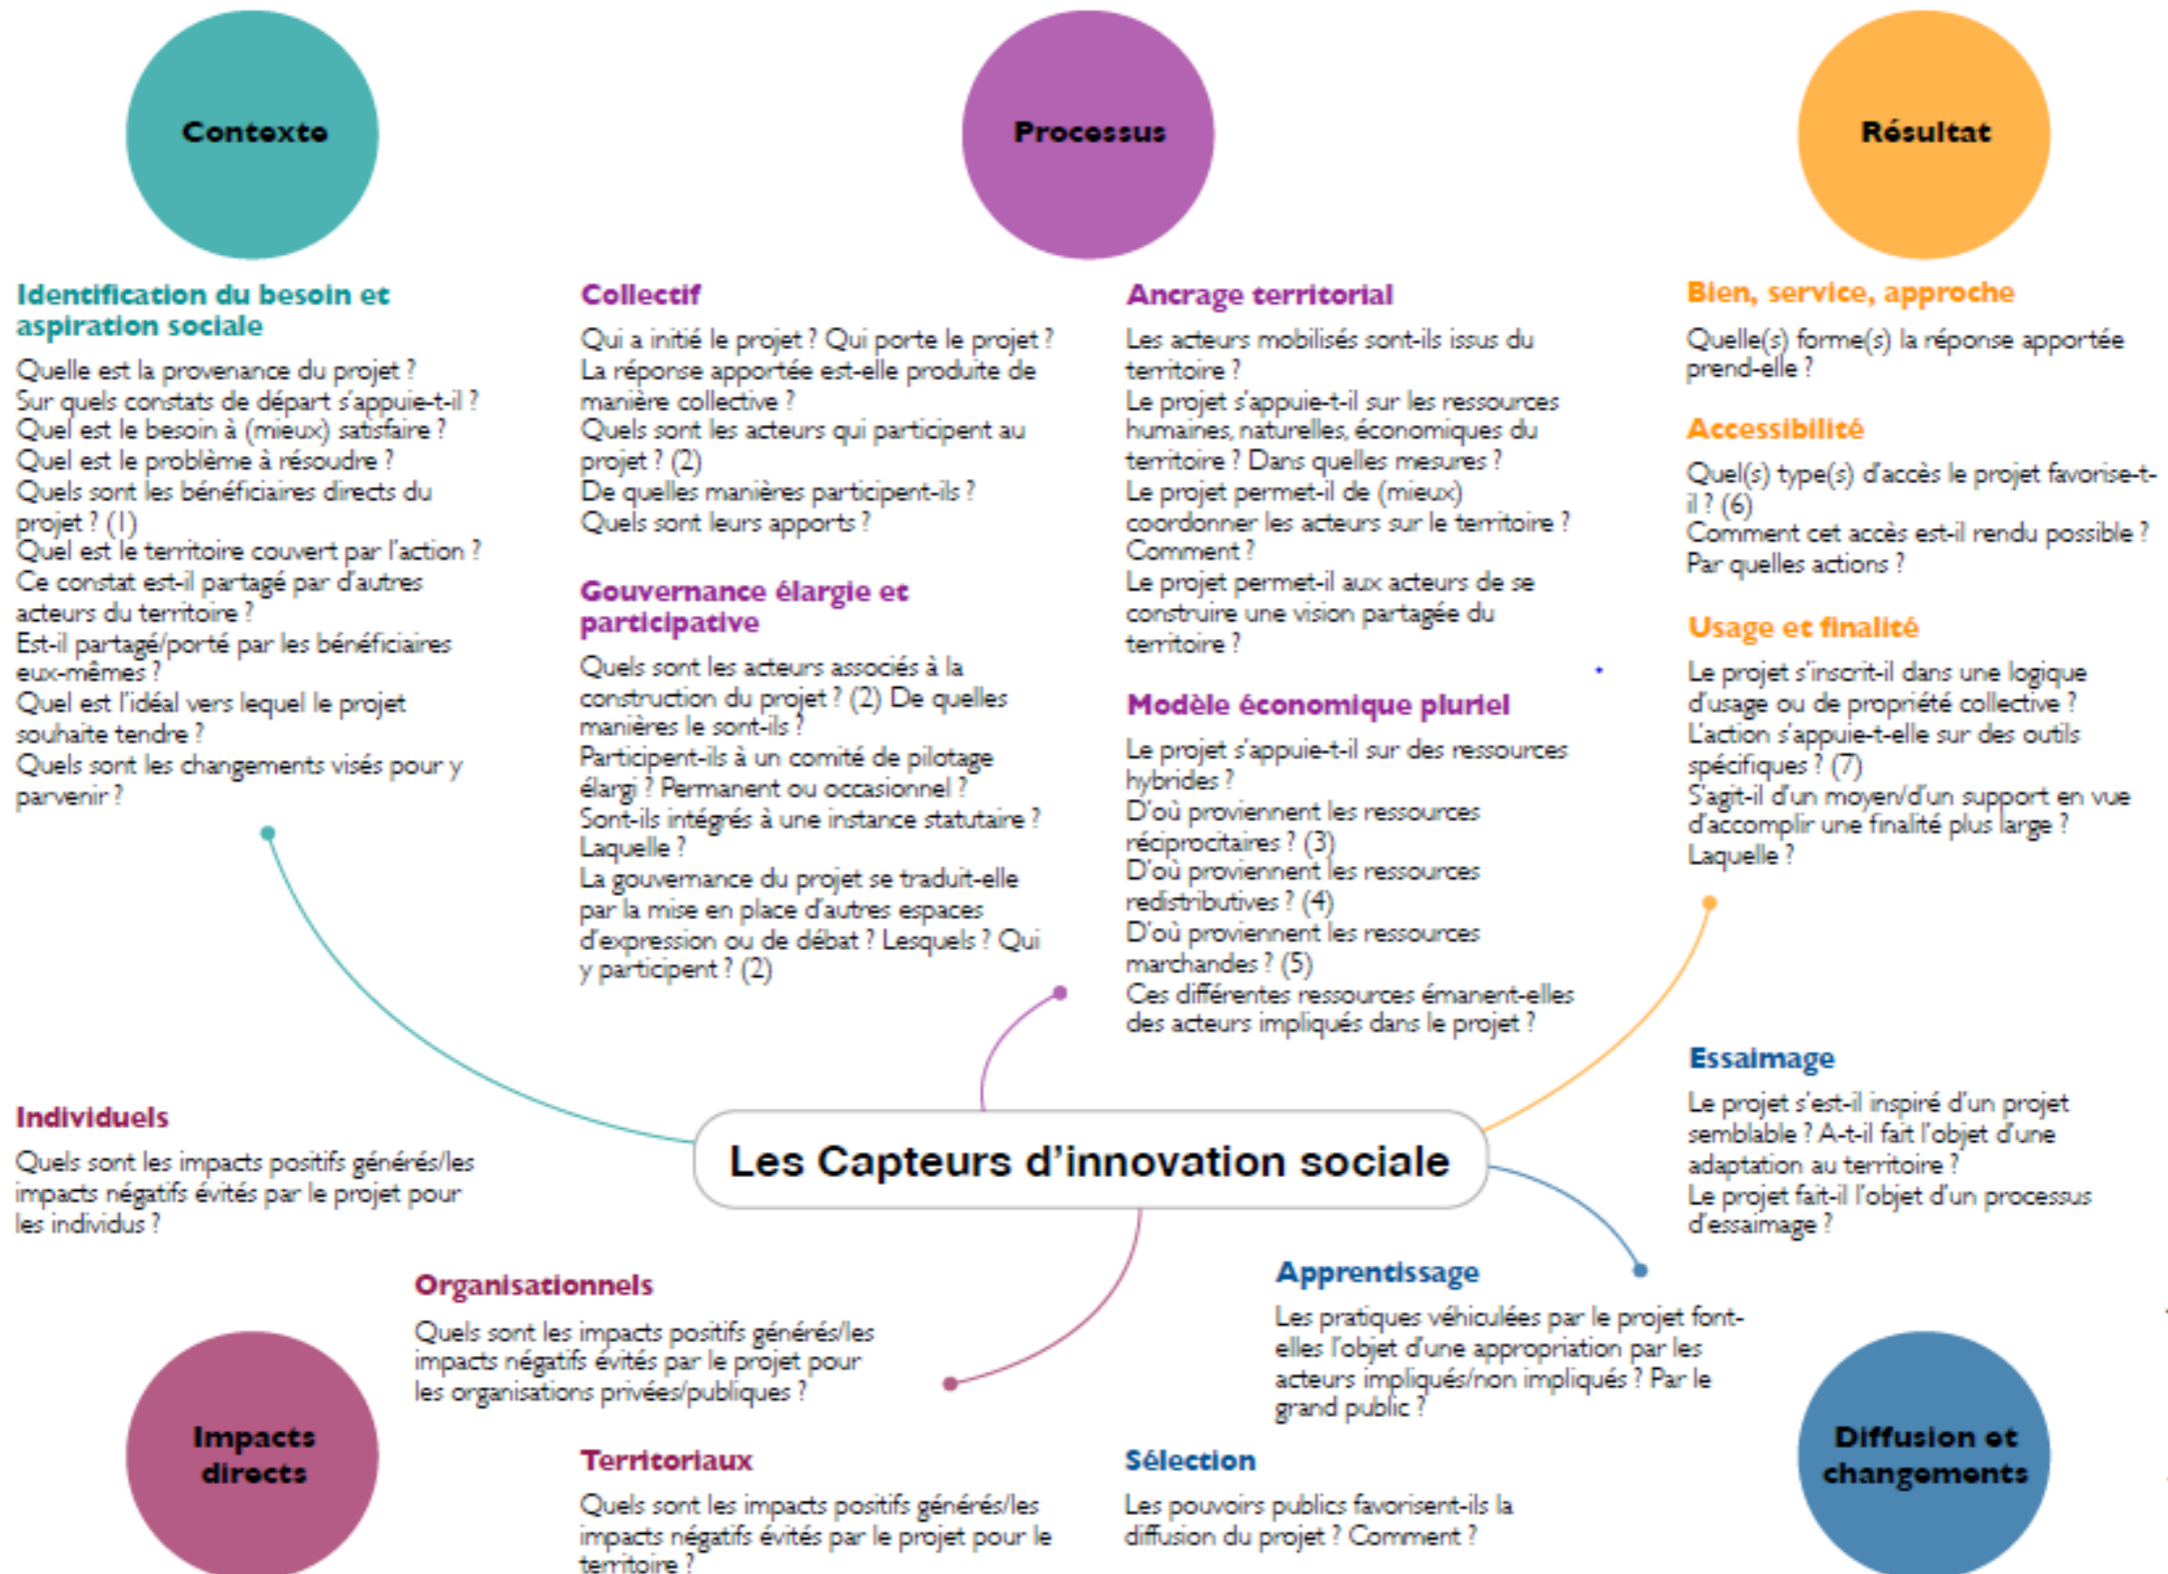 Contexte
Identification du besoin et
aspiration sociale
Quelle est la provenance du projet ?
Sur quels constats de départ s'appuie-t-il ?
Quel est le besoin à (mieux) satisfaire ?
Quel est le problème à résoudre ?
Quels sont les bénéficiaires directs du
projet ? (1)
Quel est le territoire couvert par l'action ?
Ce constat est-il partagé par d'autres
acteurs du territoire ?
Est-il partagé/porté par les bénéficiaires
eux-mêmes ?
Quel est l'idéal vers lequel le projet
souhaite tendre ?
Quels sont les changements visés pour y
parvenir ?
Processus
Collectif
Qui a initié le projet ? Qui porte le projet ?
La réponse apportée est-elle produite de
manière collective ?
Quels sont les acteurs qui participent au
projet ? (2)
De quelles manières participent-ils ?
Quels sont leurs apports ?
Gouvernance élargie et
participative
Quels sont les acteurs associés à la
construction du projet ? (2) De quelles
manières le sont-ils ?
Participent-ils à un comité de pilotage
élargi ? Permanent ou occasionnel ?
Sont-ils intégrés à une instance statutaire ?
Laquelle ?
La gouvernance du projet se traduit-elle
par la mise en place d'autres espaces
d'expression ou de débat ? Lesquels ? Qui
y participent ? (2)
Ancrage territorial
Les acteurs mobilisés sont-ils issus du
territoire ?
Le projet s'appuie-t-il sur les ressources
humaines, naturelles, économiques du
territoire ? Dans quelles mesures ?
Le projet permet-il de (mieux)
coordonner les acteurs sur le territoire ?
Comment ?
Le projet permet-il aux acteurs de se
construire une vision partagée du
territoire ?
Modèle économique pluriel
Le projet s'appuie-t-il sur des ressources
hybrides ?
D'où proviennent les ressources
réciprocitaires ? (3)
D'où proviennent les ressources
redistributives ? (4)
D'où proviennent les ressources
marchandes ? (5)
Ces différentes ressources émanent-elles
des acteurs impliqués dans le projet ?
Résultat
Bien, service, approche
Quelle(s) forme(s) la réponse apportée
prend-elle ?
Accessibilité
Quel(s) type(s) d'accès le projet favorise-t-
il ? (6)
Comment cet accès est-il rendu possible ?
Par quelles actions ?
Usage et finalité
Le projet s'inscrit-il dans une logique
d'usage ou de propriété collective ?
L'action s'appuie-t-elle sur des outils
spécifiques ? (7)
S'agit-il d'un moyen/d'un support en vue
d'accomplir une finalité plus large ?
Laquelle ?
Les Capteurs d'innovation sociale
Individuels
Quels sont les impacts positifs générés/les
impacts négatifs évités par le projet pour
les individus ?
Organisationnels
Quels sont les impacts positifs générés/les
impacts négatifs évités par le projet pour
les organisations privées/publiques ?
Impacts
directs
Territoriaux
Quels sont les impacts positifs générés/les
impacts négatifs évités par le projet pour le
territoire ?
Essaimage
Le projet s'est-il inspiré d'un projet
semblable ? A-t-il fait l'objet d'une
adaptation au territoire ?
Le projet fait-il l'objet d'un processus
d'essaimage ?
Apprentissage
Les pratiques véhiculées par le projet font-
elles l'objet d'une appropriation par les
acteurs impliqués/non impliqués ? Par le
grand public ?
Sélection
Les pouvoirs publics favorisent-ils la
diffusion du projet ? Comment ?
Diffusion et
changements